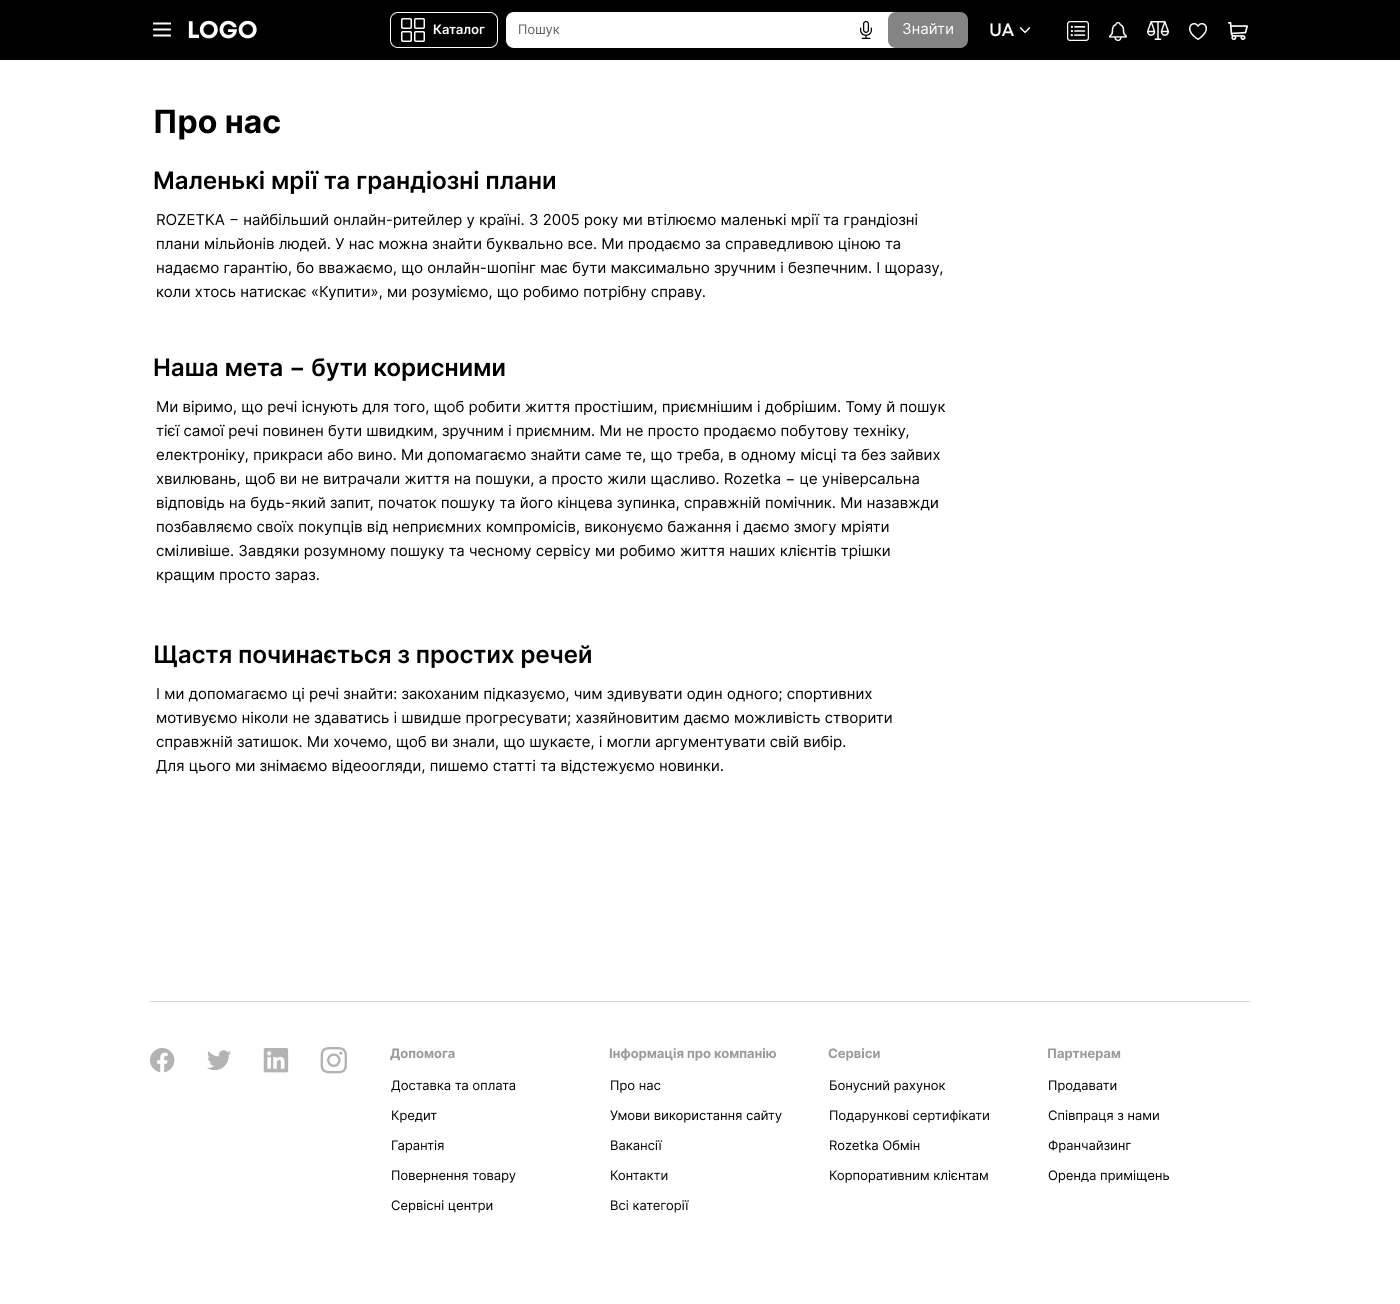 LOGO
Каталог
Пошук
Знайти
UA
Про нас
Маленькі мрії та грандіозні плани
ROZETKA – найбільший онлайн-ритейлер у країні. З 2005 року ми втілюємо маленькі мрії та грандіозні
плани мільйонів людей. У нас можна знайти буквально все. Ми продаємо за справедливою ціною та
надаємо гарантію, бо вважаємо, що онлайн-шопінг має бути максимально зручним і безпечним. І щоразу,
коли хтось натискає «Купити», ми розуміємо, що робимо потрібну справу.
Наша мета – бути корисними
Ми віримо, що речі існують для того, щоб робити життя простішим, приємнішим і добрішим. Тому й пошук
тієї самої речі повинен бути швидким, зручним і приємним. Ми не просто продаємо побутову техніку,
електроніку, прикраси або вино. Ми допомагаємо знайти саме те, що треба, в одному місці та без зайвих
хвилювань, щоб ви не витрачали життя на пошуки, а просто жили щасливо. Rozetka – це універсальна
відповідь на будь-який запит, початок пошуку та його кінцева зупинка, справжній помічник. Ми назавжди
позбавляємо своїх покупців від неприємних компромісів, виконуємо бажання і даємо змогу мріяти
сміливіше. Завдяки розумному пошуку та чесному сервісу ми робимо життя наших клієнтів трішки
кращим просто зараз.
Щастя починається з простих речей
І ми допомагаємо ці речі знайти: закоханим підказуємо, чим здивувати один одного; спортивних
мотивуємо ніколи не здаватись і швидше прогресувати; хазяйновитим даємо можливість створити
справжній затишок. Ми хочемо, щоб ви знали, що шукаєте, і могли аргументувати свій вибір.
Для цього ми знімаємо відеоогляди, пишемо статті та відстежуємо новинки.
Допомога
Доставка та оплата
Кредит
Гарантія
Повернення товару
Сервісні центри
Інформація про компанію
Про нас
Умови використання сайту
Вакансії
Контакти
Всі категорії
Сервіси
Бонусний рахунок
Подарункові сертифікати
Rozetka Обмін
Корпоративним клієнтам
Партнерам
Продавати
Співпраця з нами
Франчайзинг
Оренда приміщень